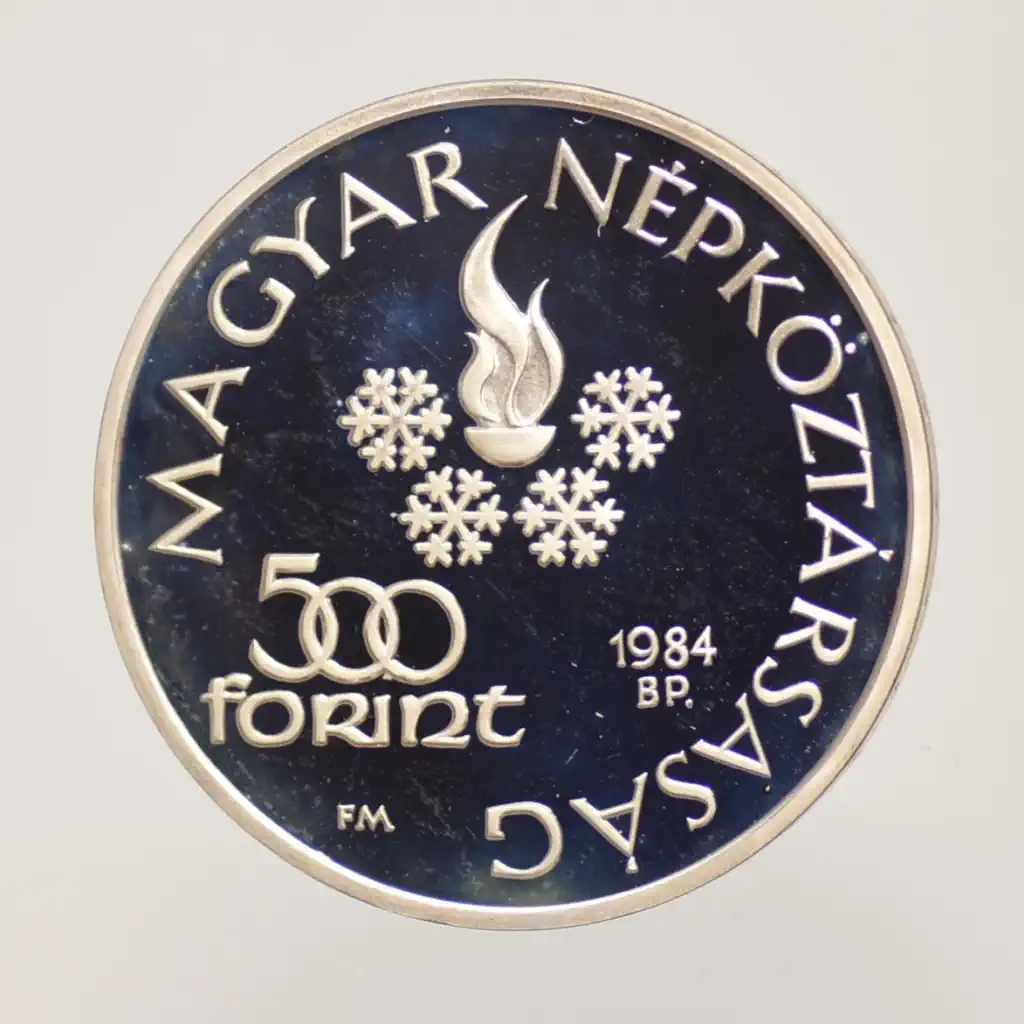 MAGYAR NÉPKÖZTÁRSASÁG
500
forint
1984
BP.
FM